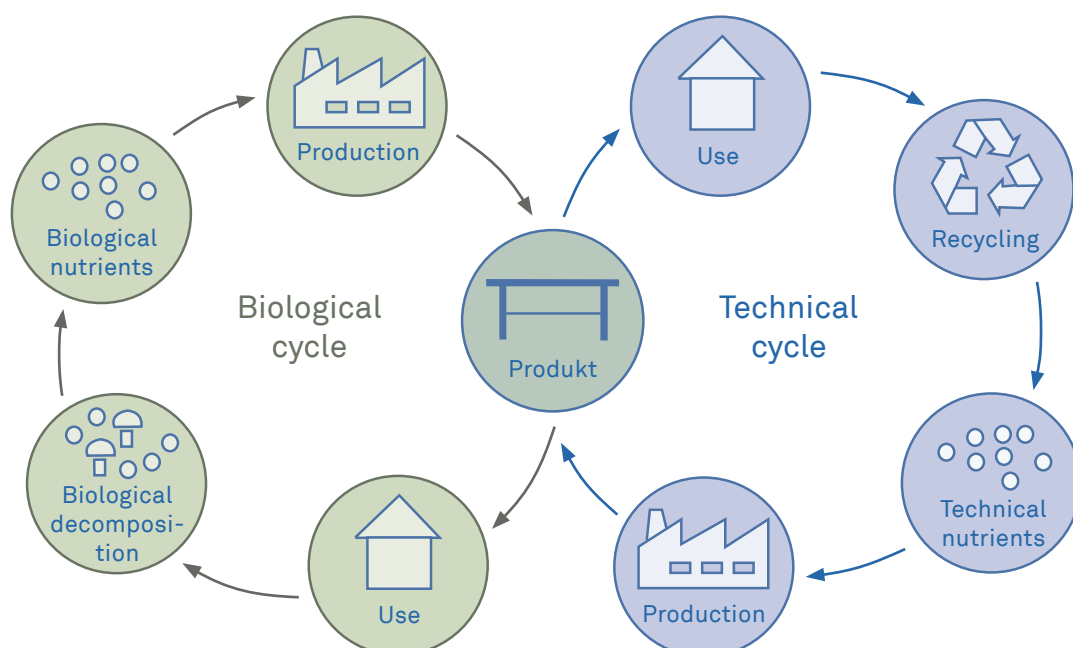 Production
Use
Biological
nutrients
Recycling
Biological
cycle
Technical
cycle
Produkt
Biological
decomposi-
tion
Technical
nutrients
Use
Production